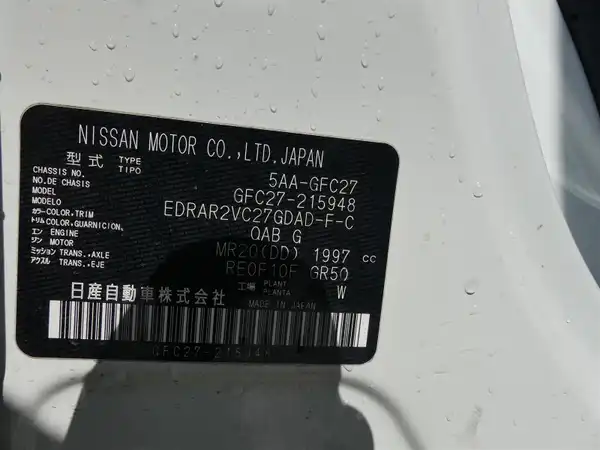 NISSAN MOTOR CO.,LTD.JAPAN
型式 TYPE TIPO 5AA-GFC27
CHASSIS NO. NO.DE CHASIS GFC27-215948
MODEL MODELO EDRAR2VC27GDAD-F-C
カラー COLOR,TRIM トリム COLOR,GUARNICION. QAB G
エン ENGINE ジン MOTOR MR20(DD) 1997 cc
ミッション TRANS.,AXLE アクスル TRANS.,EJE RE0F10F GR50
工場 PLANT PLANTA W
日産自動車株式会社 MADE IN JAPAN
GFC27-215948